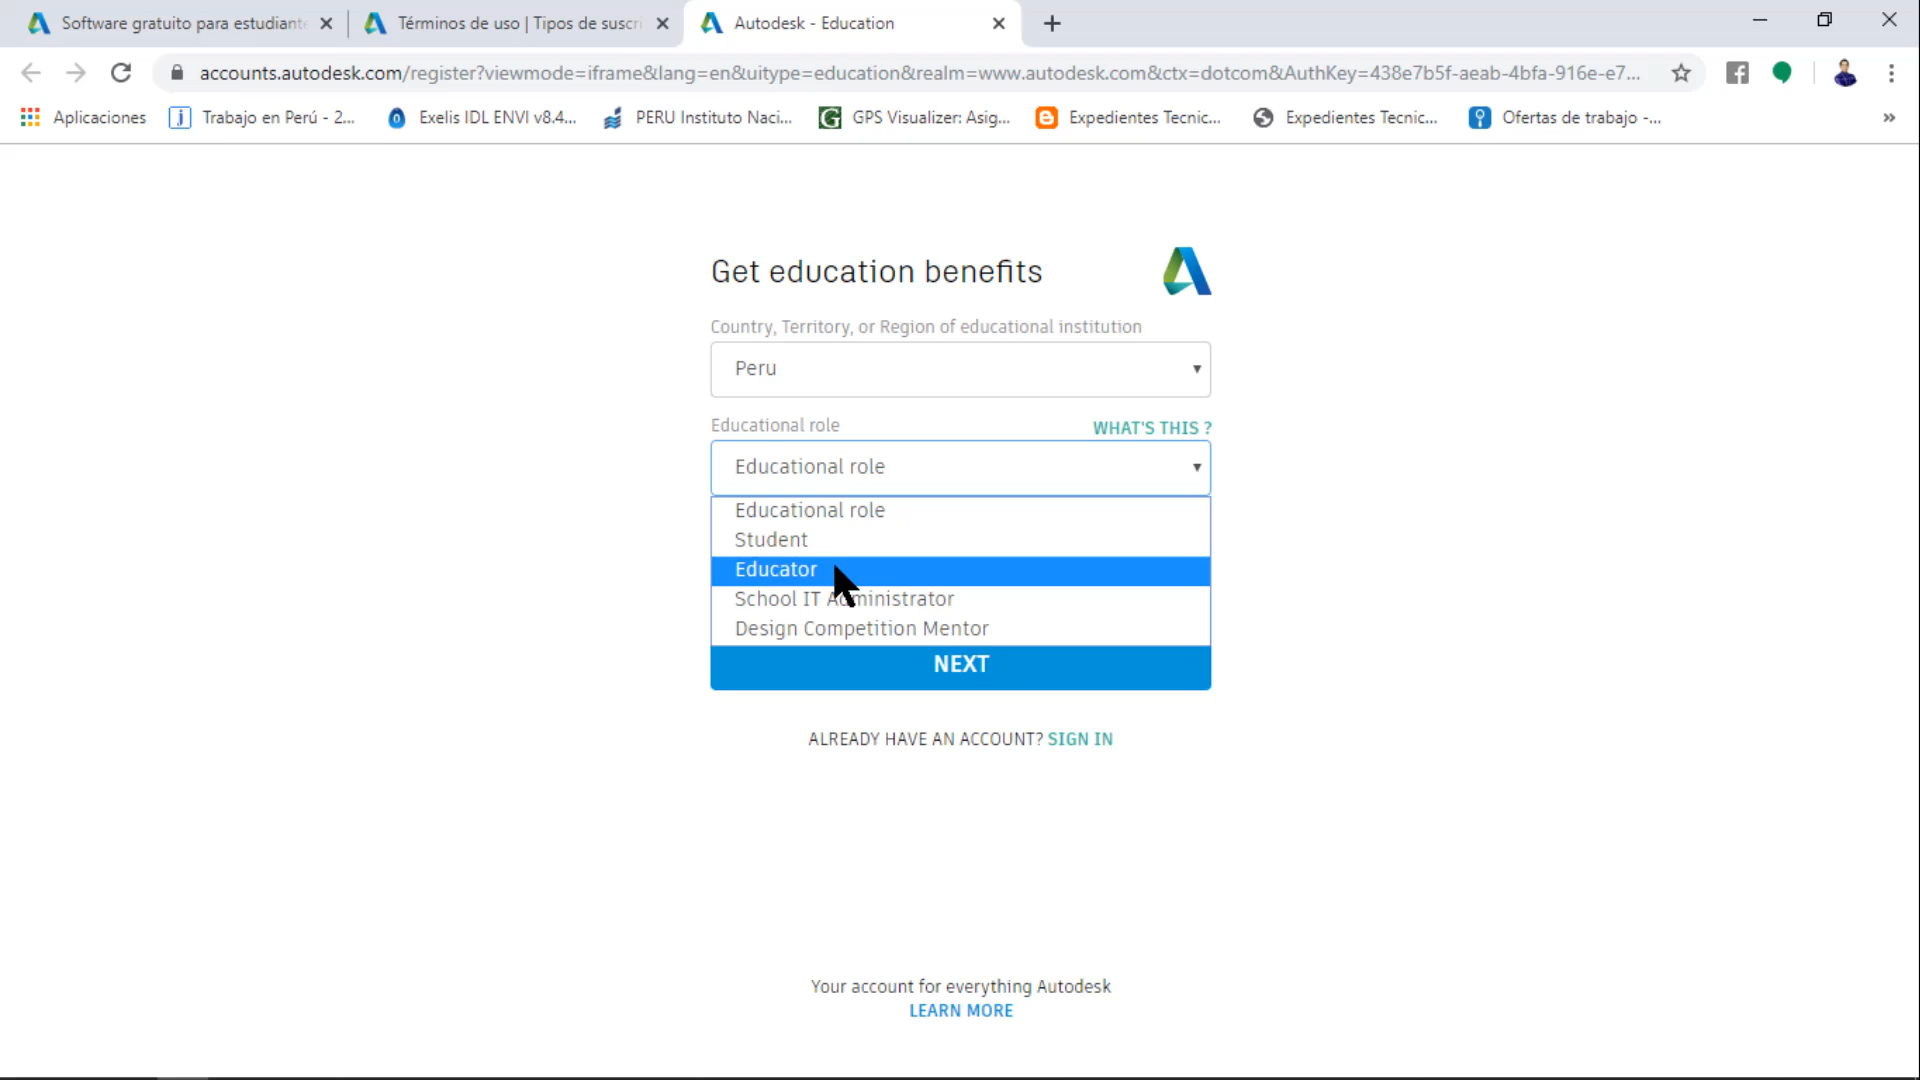 Software gratuito para estudiante
Términos de uso | Tipos de suscri
Autodesk - Education
accounts.autodesk.com/register?viewmode=iframe&lang=en&uitype=education&realm=www.autodesk.com&ctx=dotcom&AuthKey=438e7b5f-aeab-4bfa-916e-e7...
Aplicaciones
Trabajo en Perú - 2...
Exelis IDL ENVI v8.4...
PERU Instituto Naci...
GPS Visualizer: Asig...
Expedientes Tecnic...
Expedientes Tecnic...
Ofertas de trabajo -...
»
Get education benefits
Country, Territory, or Region of educational institution
Peru
Educational role WHAT'S THIS ?
Educational role
Educational role
Student
Educator
School IT Administrator
Design Competition Mentor
NEXT
ALREADY HAVE AN ACCOUNT? SIGN IN
Your account for everything Autodesk
LEARN MORE